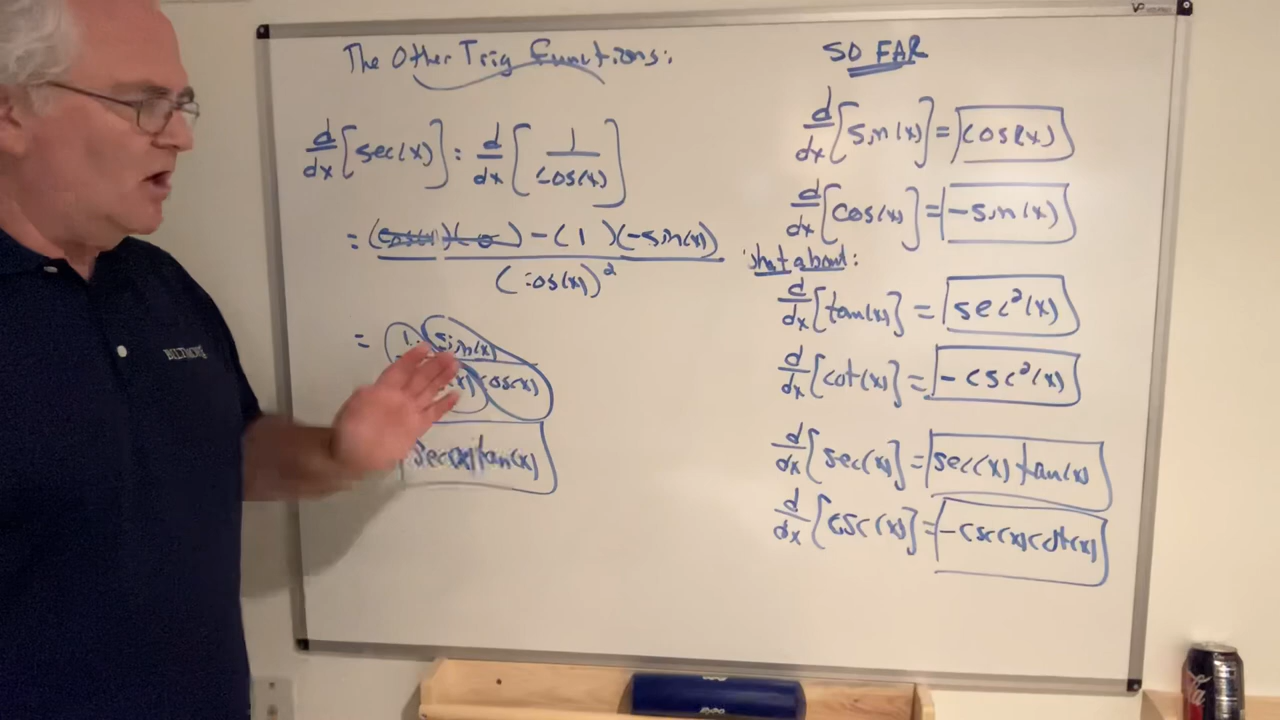 The Other Trig Functions:
d/dx [sec(x)] = d/dx [1/cos(x)]
= (cos(x))(0) - (1)(-sin(x))
(cos(x))²
= 1 · sin(x)
(x) cos(x)
sec(x) tan(x)
BILTMORE
SO FAR
d/dx [sin(x)] = cos(x)
d/dx [cos(x)] = -sin(x)
what about:
d/dx [tan(x)] = sec²(x)
d/dx [cot(x)] = -csc²(x)
d/dx [sec(x)] = sec(x) tan(x)
d/dx [csc(x)] = -csc(x)cot(x)